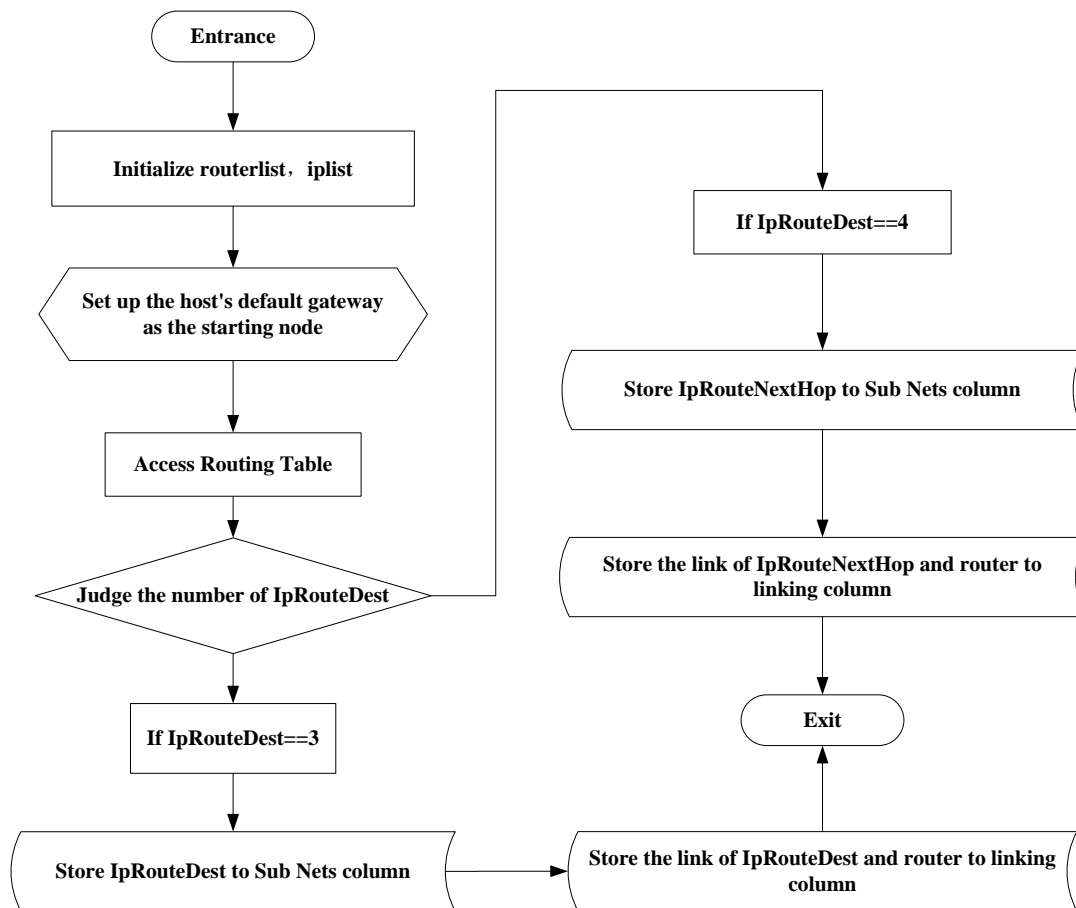 Entrance
Initialize routerlist，iplist
Set up the host's default gateway
as the starting node
Access Routing Table
Judge the number of IpRouteDest
If IpRouteDest==3
Store IpRouteDest to Sub Nets column
If IpRouteDest==4
Store IpRouteNextHop to Sub Nets column
Store the link of IpRouteNextHop and router to
linking column
Exit
Store the link of IpRouteDest and router to linking
column